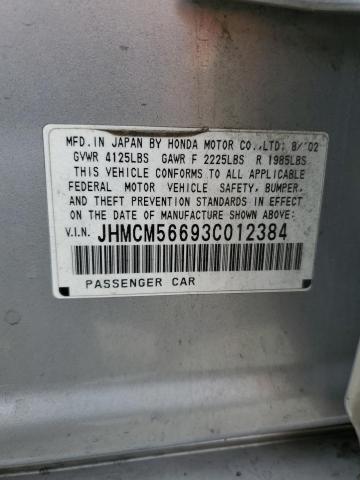 MFD.IN JAPAN BY HONDA MOTOR CO.,LTD: 8/'02
GVWR 4125LBS GAWR F 2225LBS R 1985LBS
THIS VEHICLE CONFORMS TO ALL APPLICABLE
FEDERAL MOTOR VEHICLE SAFETY, BUMPER,
AND THEFT PREVENTION STANDARDS IN EFFECT
ON THE DATE OF MANUFACTURE SHOWN ABOVE.
V.I.N. JHMCM56693C012384
PASSENGER CAR